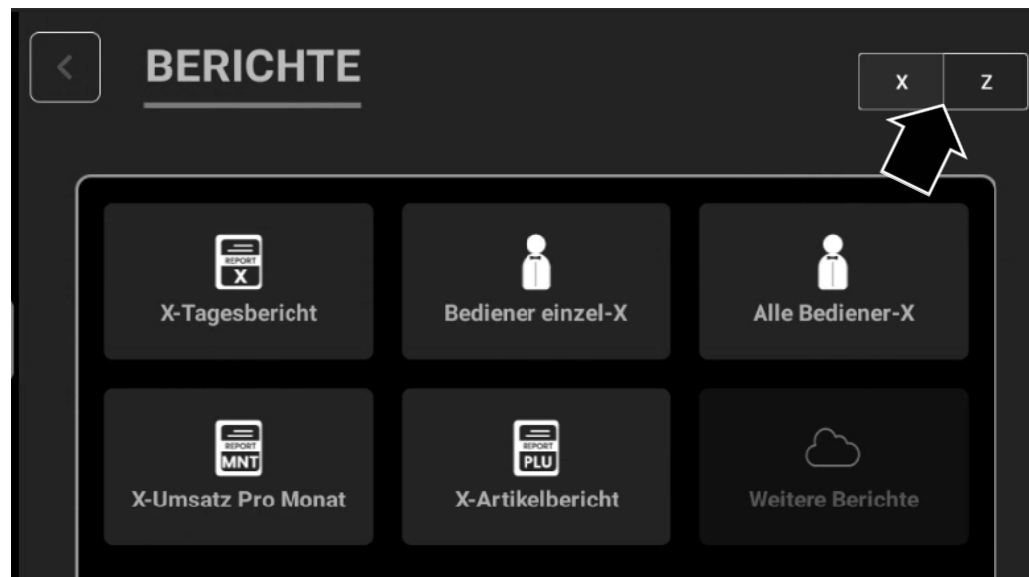 BERICHTE
X Z
REPORT
X
X-Tagesbericht
Bediener einzel-X
Alle Bediener-X
REPORT
MNT
X-Umsatz Pro Monat
REPORT
PLU
X-Artikelbericht
Weitere Berichte